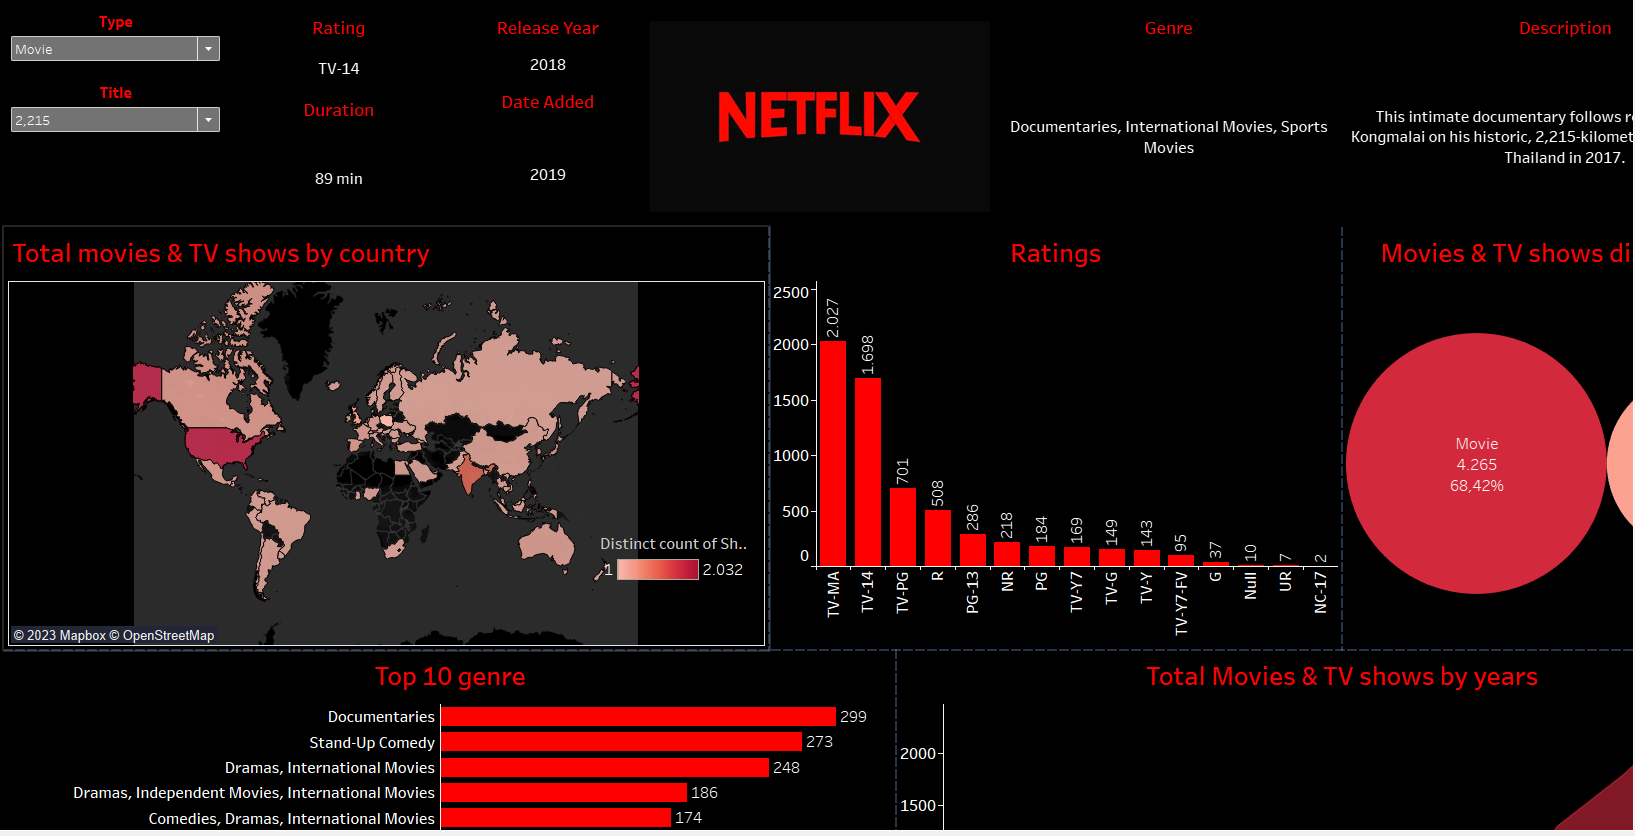 Type
Movie
Title
2,215
Rating
TV-14
Duration
89 min
Release Year
2018
Date Added
2019
NETFLIX
Genre
Documentaries, International Movies, Sports
Movies
Description
This intimate documentary follows
Kongmalai on his historic, 2,215-kilomet
Thailand in 2017.
Total movies & TV shows by country
Distinct count of Sh..
1
2.032
© 2023 Mapbox © OpenStreetMap
Ratings
2500
2000
1500
1000
500
0
2.027
1.698
701
508
286
218
184
169
149
143
95
37
10
7
2
TV-MA
TV-14
TV-PG
R
PG-13
NR
PG
TV-Y7
TV-G
TV-Y
TV-Y7-FV
G
Null
UR
NC-17
Movies & TV shows di
Movie
4.265
68,42%
Top 10 genre
Documentaries
299
Stand-Up Comedy
273
Dramas, International Movies
248
Dramas, Independent Movies, International Movies
186
Comedies, Dramas, International Movies
174
Total Movies & TV shows by years
2000
1500